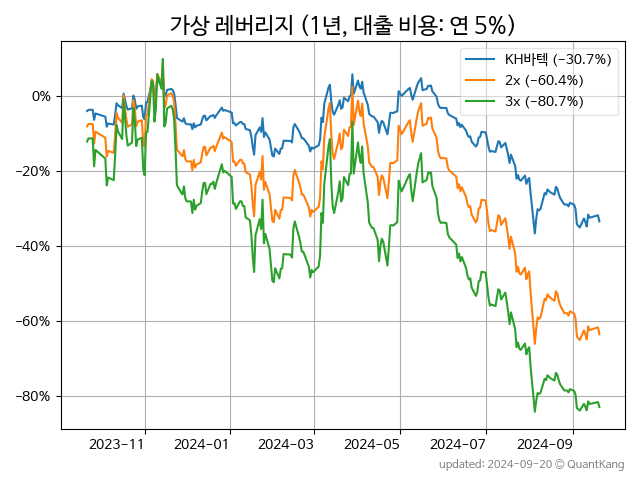 가상 레버리지 (1년, 대출 비용: 연 5%)
KH바텍 (−30.7%)
2x (−60.4%)
3x (−80.7%)
0%
−20%
−40%
−60%
−80%
2023-11 2024-01 2024-03 2024-05 2024-07 2024-09
updated: 2024-09-20 © QuantKang